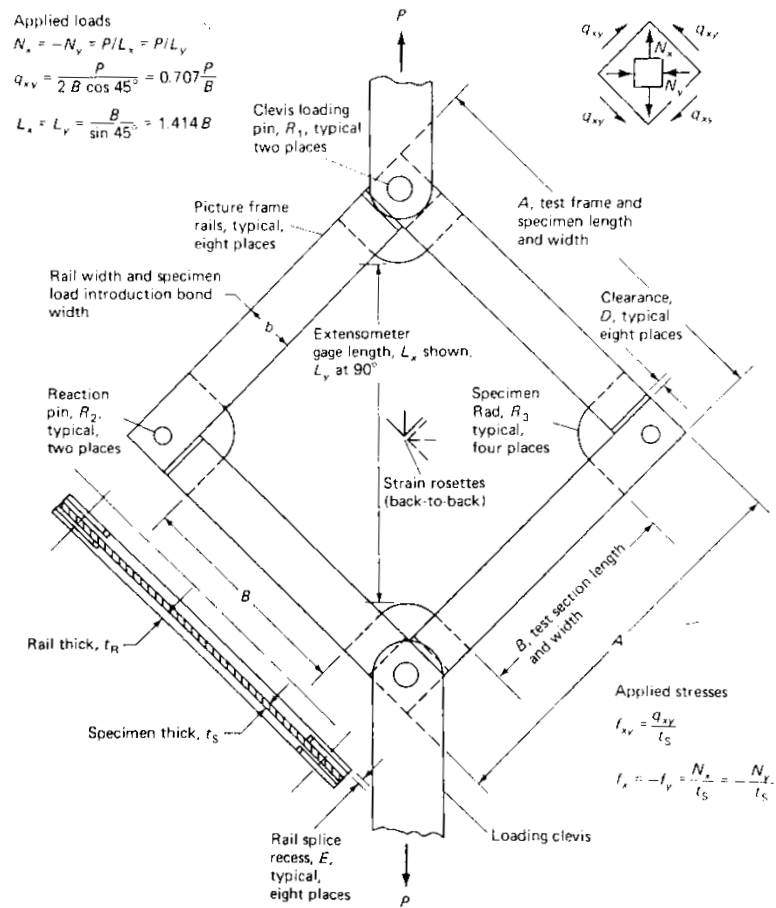 Applied loads
N_x = −N_y = P/L_x = P/L_y
q_xy = P / (2 B cos 45°) = 0.707 P/B
L_x = L_y = B / sin 45° = 1.414 B
P
q_xy
q_xy
N_x
N_y
q_xy
q_xy
Clevis loading
pin, R_1, typical
two places
A, test frame and
specimen length
and width
Picture frame
rails, typical,
eight places
Rail width and specimen
load introduction bond
width
b
Clearance,
D, typical
eight places
Extensometer
gage length, L_x shown,
L_y at 90°
Reaction
pin, R_2,
typical,
two places
Specimen
Rad, R_3
typical,
four places
Strain rosettes
(back-to-back)
B
B, test section length
and width
A
Rail thick, t_R
Specimen thick, t_S
Applied stresses
f_xy = q_xy / t_S
f_x = −f_y = N_x / t_S = − N_y / t_S
Rail splice
recess, E,
typical,
eight places
Loading clevis
P